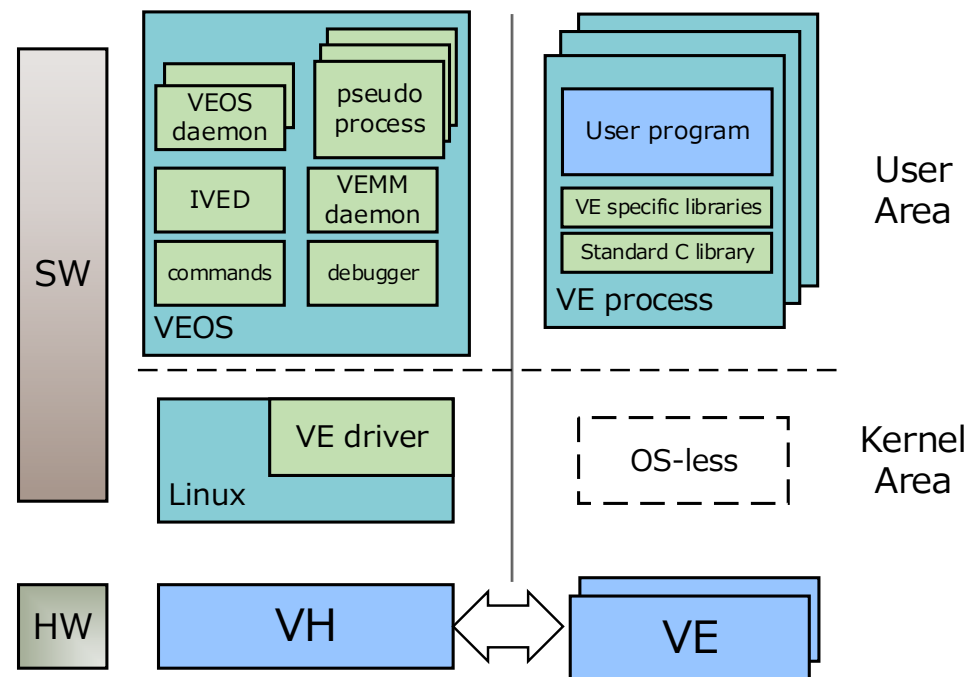 SW
VEOS
daemon
pseudo
process
IVED
VEMM
daemon
commands
debugger
VEOS
User program
VE specific libraries
Standard C library
VE process
User
Area
VE driver
Linux
OS-less
Kernel
Area
HW
VH
VE